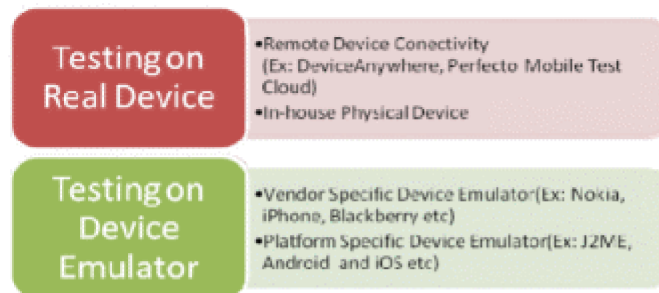 Testing on
Real Device
•Remote Device Conectivity
(Ex: DeviceAnywhere, Perfecto Mobile Test
Cloud)
•In-house Physical Device
Testing on
Device
Emulator
•Vendor Specific Device Emulator(Ex: Nokia,
iPhone, Blackberry etc)
•Platform Specific Device Emulator(Ex: J2ME,
Android and iOS etc)